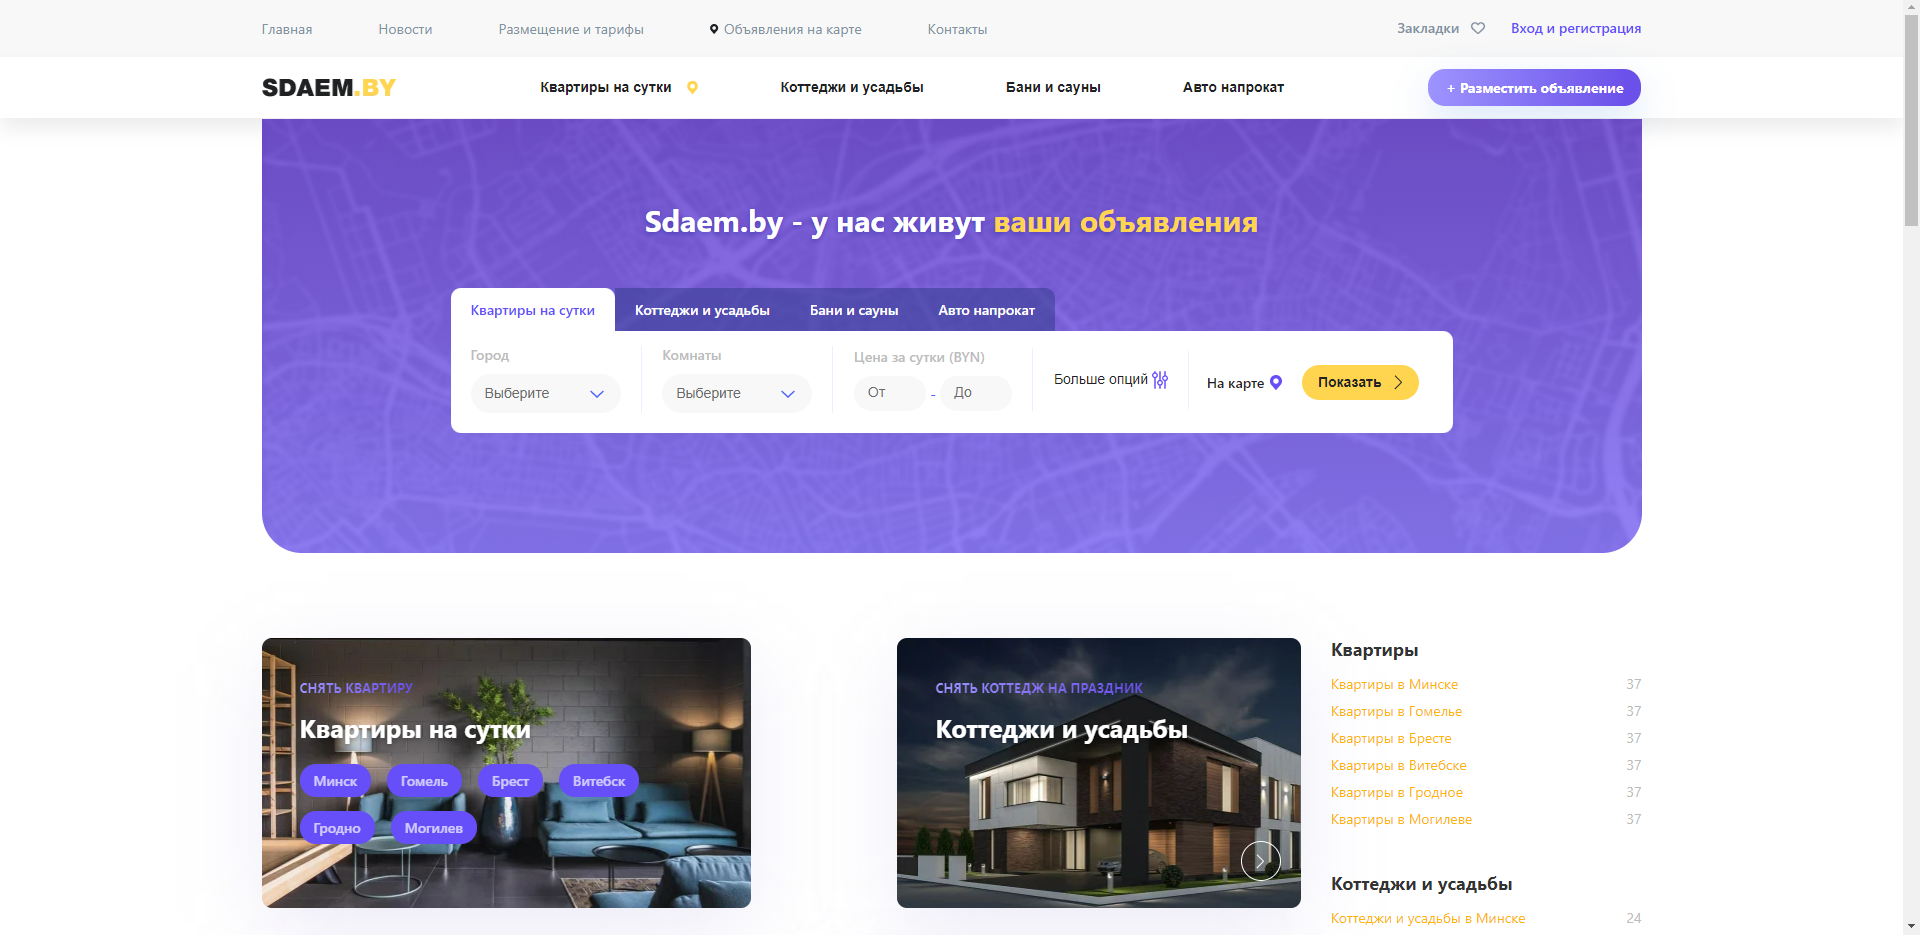 Главная
Новости
Размещение и тарифы
Объявления на карте
Контакты
Закладки
Вход и регистрация
SDAEM.BY
Квартиры на сутки
Коттеджи и усадьбы
Бани и сауны
Авто напрокат
+ Разместить объявление
Sdaem.by - у нас живут ваши объявления
Квартиры на сутки
Коттеджи и усадьбы
Бани и сауны
Авто напрокат
Город
Выберите
Комнаты
Выберите
Цена за сутки (BYN)
От - До
Больше опций
На карте
Показать
СНЯТЬ КВАРТИРУ
Квартиры на сутки
Минск
Гомель
Брест
Витебск
Гродно
Могилев
СНЯТЬ КОТТЕДЖ НА ПРАЗДНИК
Коттеджи и усадьбы
Квартиры
Квартиры в Минске 37
Квартиры в Гомелье 37
Квартиры в Бресте 37
Квартиры в Витебске 37
Квартиры в Гродное 37
Квартиры в Могилеве 37
Коттеджи и усадьбы
Коттеджи и усадьбы в Минске 24